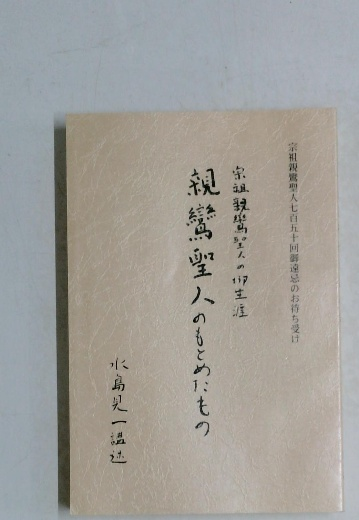 宗祖親鸞聖人七百五十回御遠忌のお待ち受け
宗祖親鸞聖人の御生涯
親鸞聖人のもとめたもの
水島見一講述